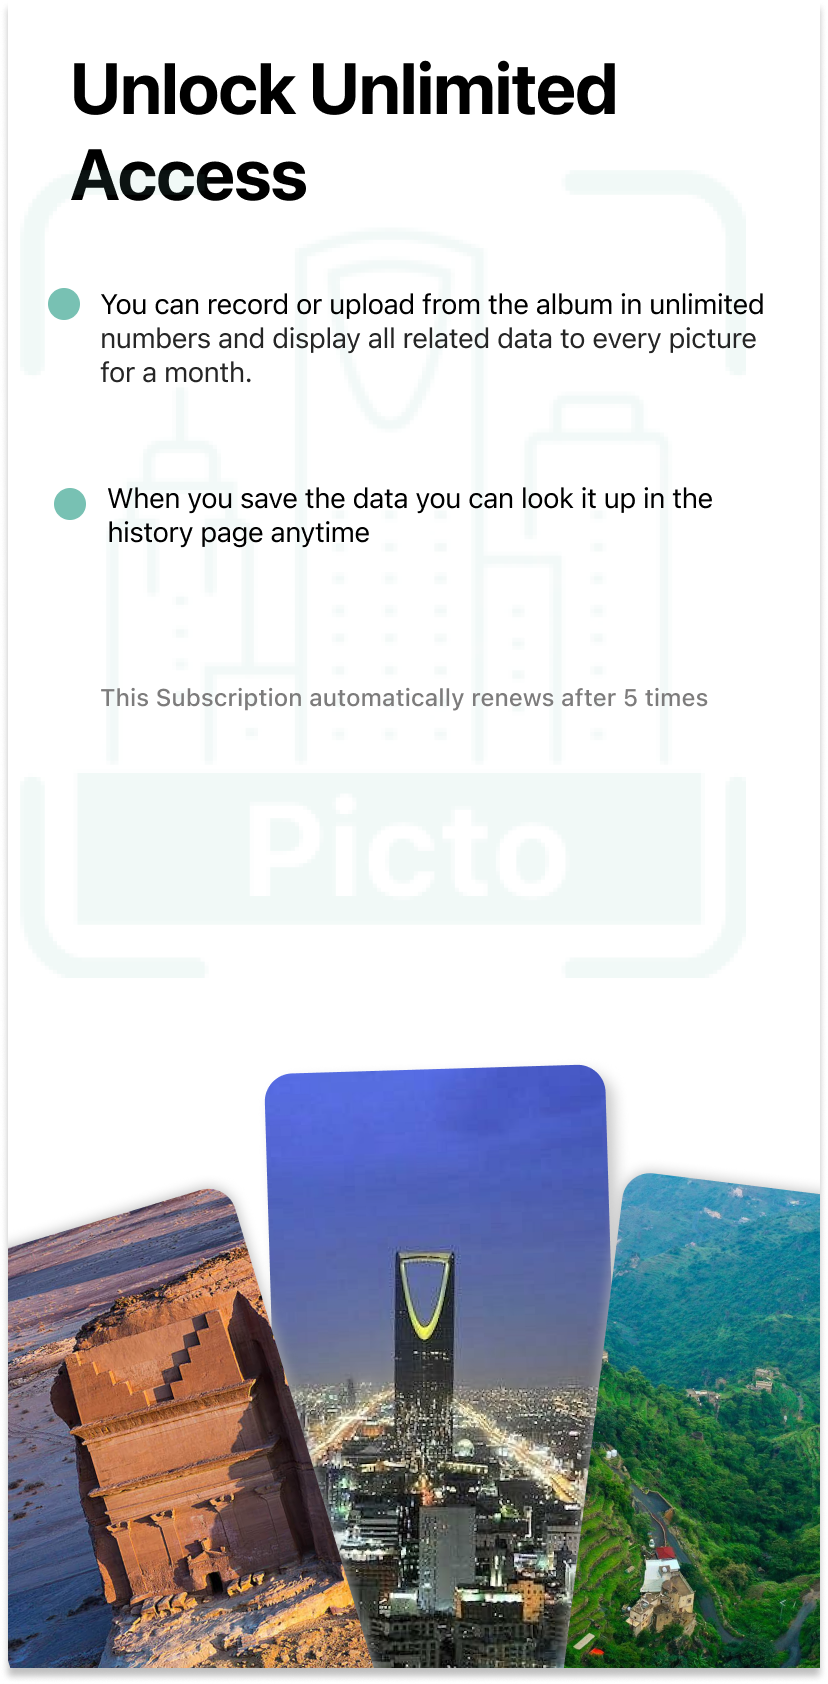 Unlock Unlimited
Access
You can record or upload from the album in unlimited
numbers and display all related data to every picture
for a month.
When you save the data you can look it up in the
history page anytime
This Subscription automatically renews after 5 times
Picto